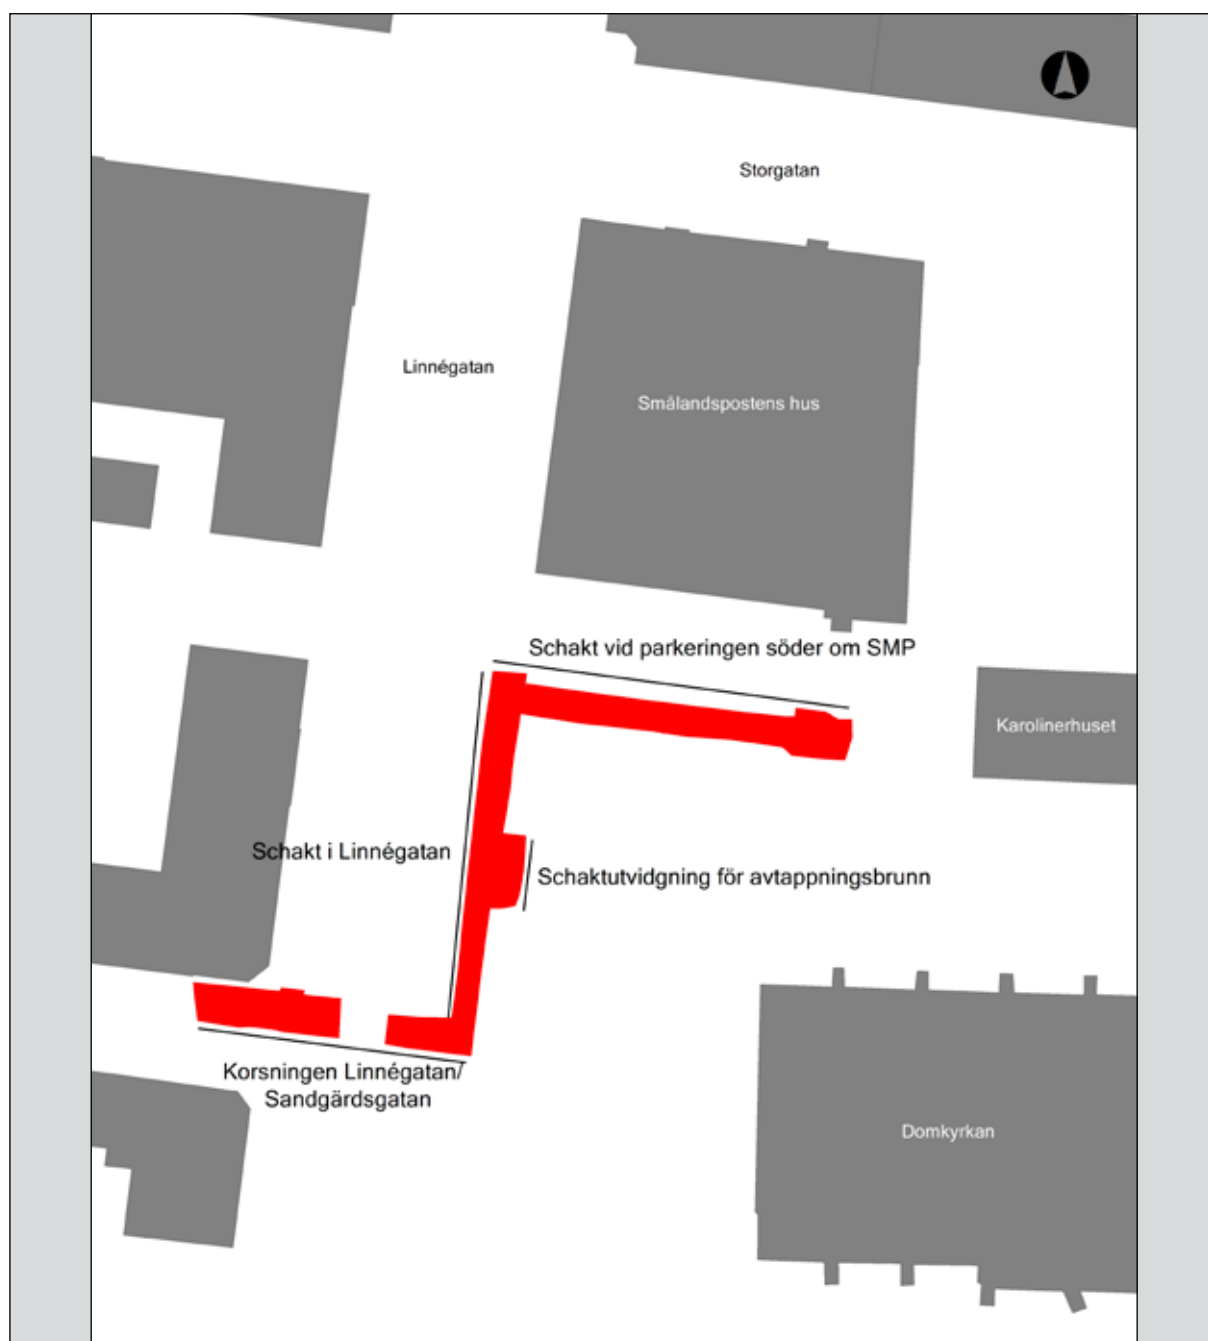 Storgatan
Linnégatan
Smålandspostens hus
Schakt vid parkeringen söder om SMP
Karolinerhuset
Schakt i Linnégatan
Schaktutvidgning för avtappningsbrunn
Korsningen Linnégatan/
Sandgärdsgatan
Domkyrkan